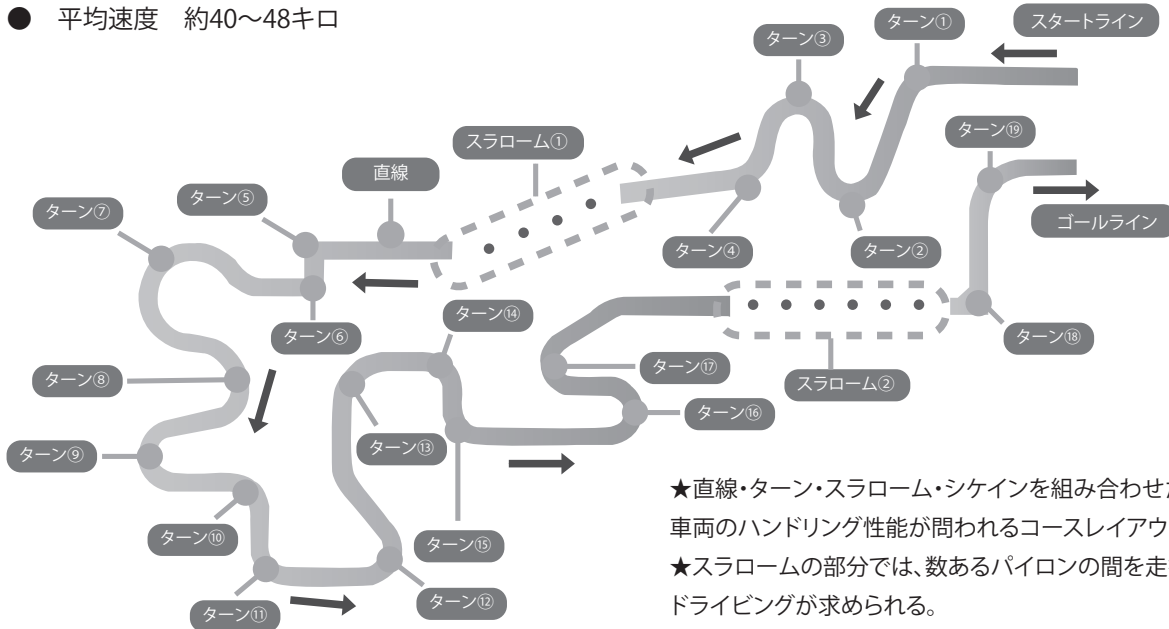 ● 平均速度 約40〜48キロ
スタートライン
ターン①
ターン③
スラローム①
ターン⑲
直線
ターン⑤
ターン⑦
ゴールライン
ターン④
ターン②
ターン⑭
ターン⑥
ターン⑱
ターン⑰
ターン⑧
スラローム②
ターン⑯
ターン⑬
ターン⑨
ターン⑩
ターン⑮
ターン⑫
ターン⑪
★直線・ターン・スラローム・シケインを組み合わせ
車両のハンドリング性能が問われるコースレイアウ
★スラロームの部分では、数あるパイロンの間を走
ドライビングが求められる。